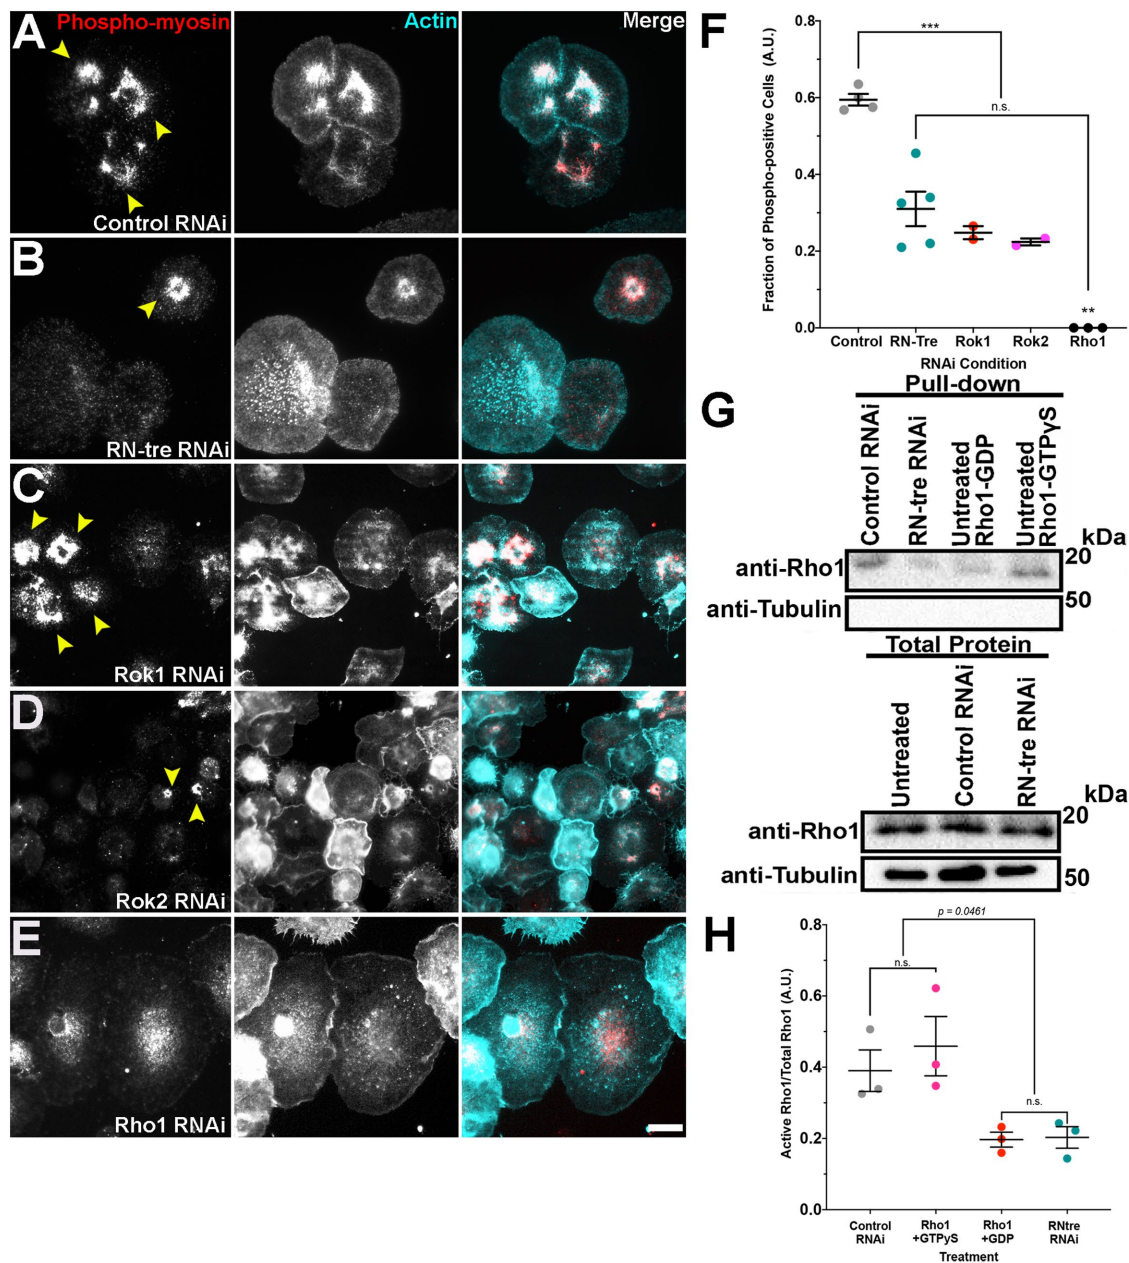 A
Phospho-myosin
Actin
Merge
Control RNAi
B
RN-tre RNAi
C
Rok1 RNAi
D
Rok2 RNAi
E
Rho1 RNAi
F
Fraction of Phospho-positive Cells (A.U.)
0.8
0.6
0.4
0.2
0.0
***
n.s.
**
Control
RN-Tre
Rok1
Rok2
Rho1
RNAi Condition
G
Pull-down
Control RNAi
RN-tre RNAi
Untreated
Rho1-GDP
Untreated
Rho1-GTPyS
kDa
anti-Rho1
20
anti-Tubulin
50
Total Protein
Untreated
Control RNAi
RN-tre RNAi
kDa
anti-Rho1
20
anti-Tubulin
50
H
Active Rho1/Total Rho1 (A.U.)
0.8
0.6
0.4
0.2
0.0
p = 0.0461
n.s.
n.s.
Control
RNAi
Rho1
+GTPyS
Rho1
+GDP
RNtre
RNAi
Treatment